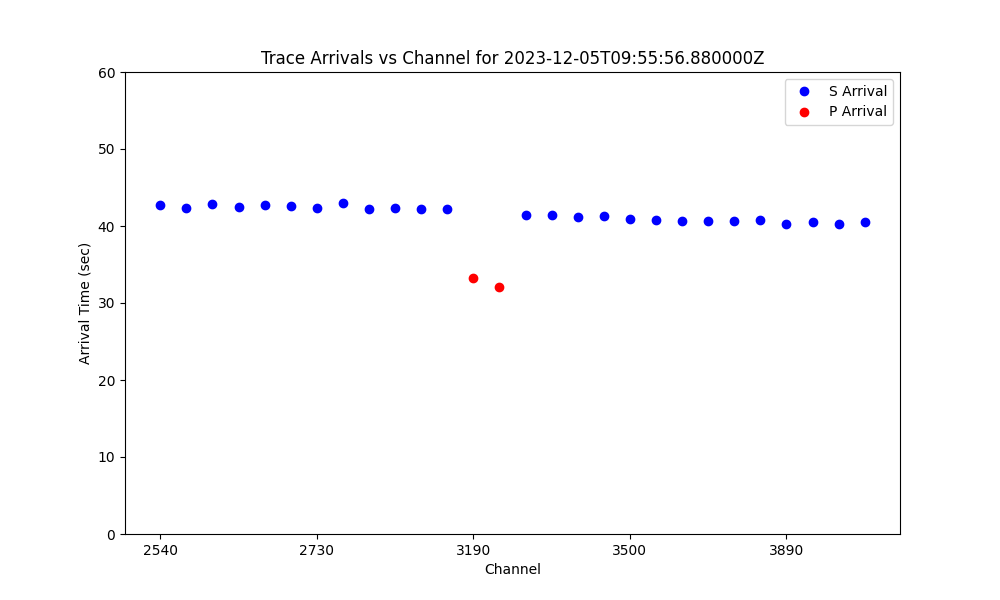 Trace Arrivals vs Channel for 2023-12-05T09:55:56.880000Z
S Arrival
P Arrival
60
50
40
30
20
10
0
Arrival Time (sec)
2540 2730 3190 3500 3890
Channel